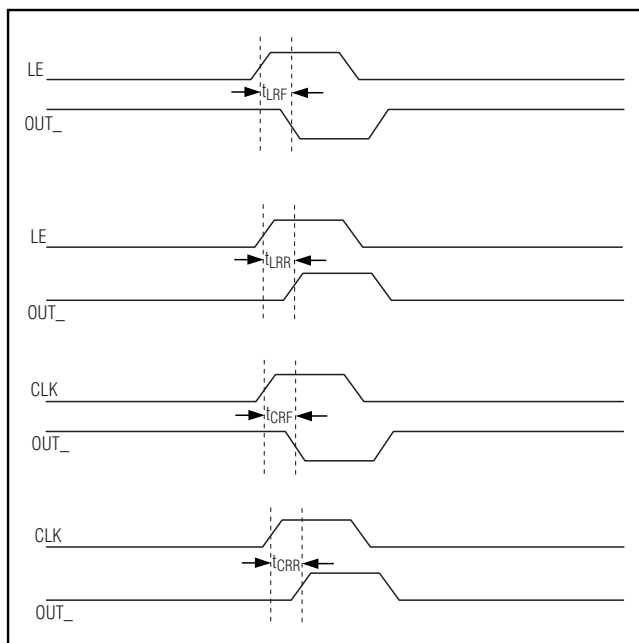 LE
tLRF
OUT_
LE
tLRR
OUT_
CLK
tCRF
OUT_
CLK
tCRR
OUT_